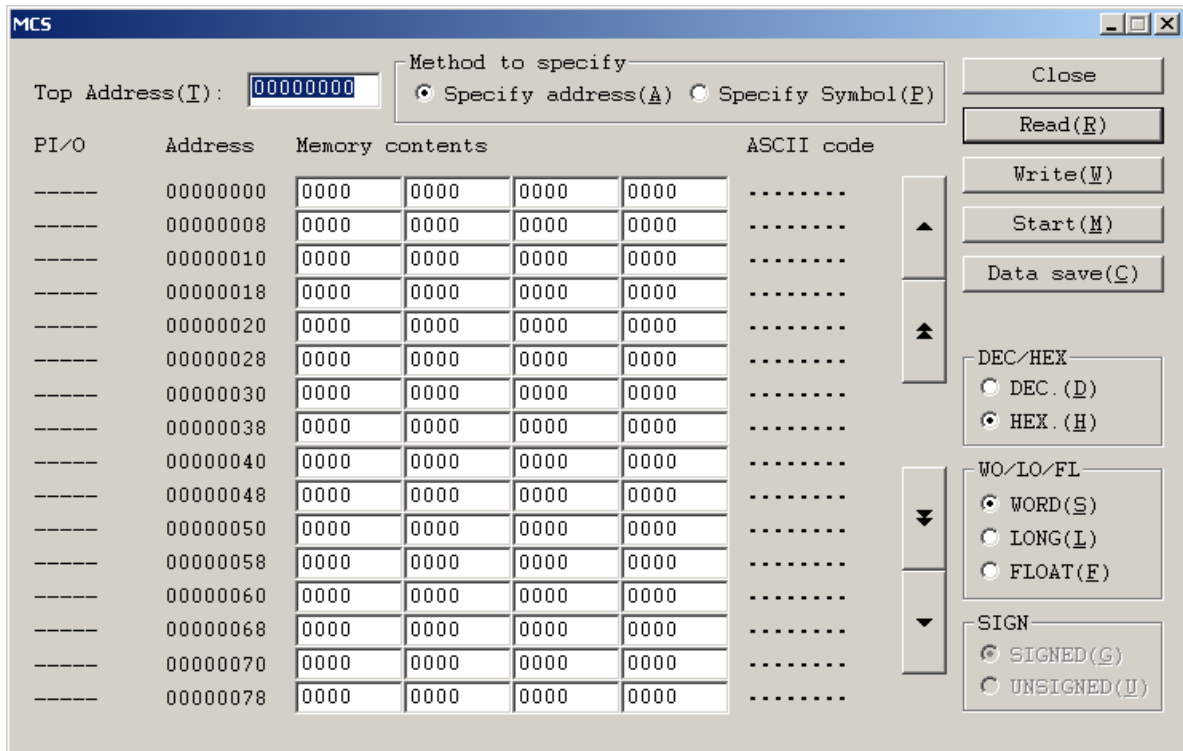 MCS
Top Address(T): 00000000
Method to specify
Specify address(A) Specify Symbol(P)
Close
Read(R)
Write(W)
Start(M)
Data save(C)
PI/O Address Memory contents ASCII code
----- 00000000 0000 0000 0000 0000 ........
----- 00000008 0000 0000 0000 0000 ........
----- 00000010 0000 0000 0000 0000 ........
----- 00000018 0000 0000 0000 0000 ........
----- 00000020 0000 0000 0000 0000 ........
----- 00000028 0000 0000 0000 0000 ........
----- 00000030 0000 0000 0000 0000 ........
----- 00000038 0000 0000 0000 0000 ........
----- 00000040 0000 0000 0000 0000 ........
----- 00000048 0000 0000 0000 0000 ........
----- 00000050 0000 0000 0000 0000 ........
----- 00000058 0000 0000 0000 0000 ........
----- 00000060 0000 0000 0000 0000 ........
----- 00000068 0000 0000 0000 0000 ........
----- 00000070 0000 0000 0000 0000 ........
----- 00000078 0000 0000 0000 0000 ........
DEC/HEX
DEC.(D)
HEX.(H)
WO/LO/FL
WORD(S)
LONG(L)
FLOAT(F)
SIGN
SIGNED(G)
UNSIGNED(U)